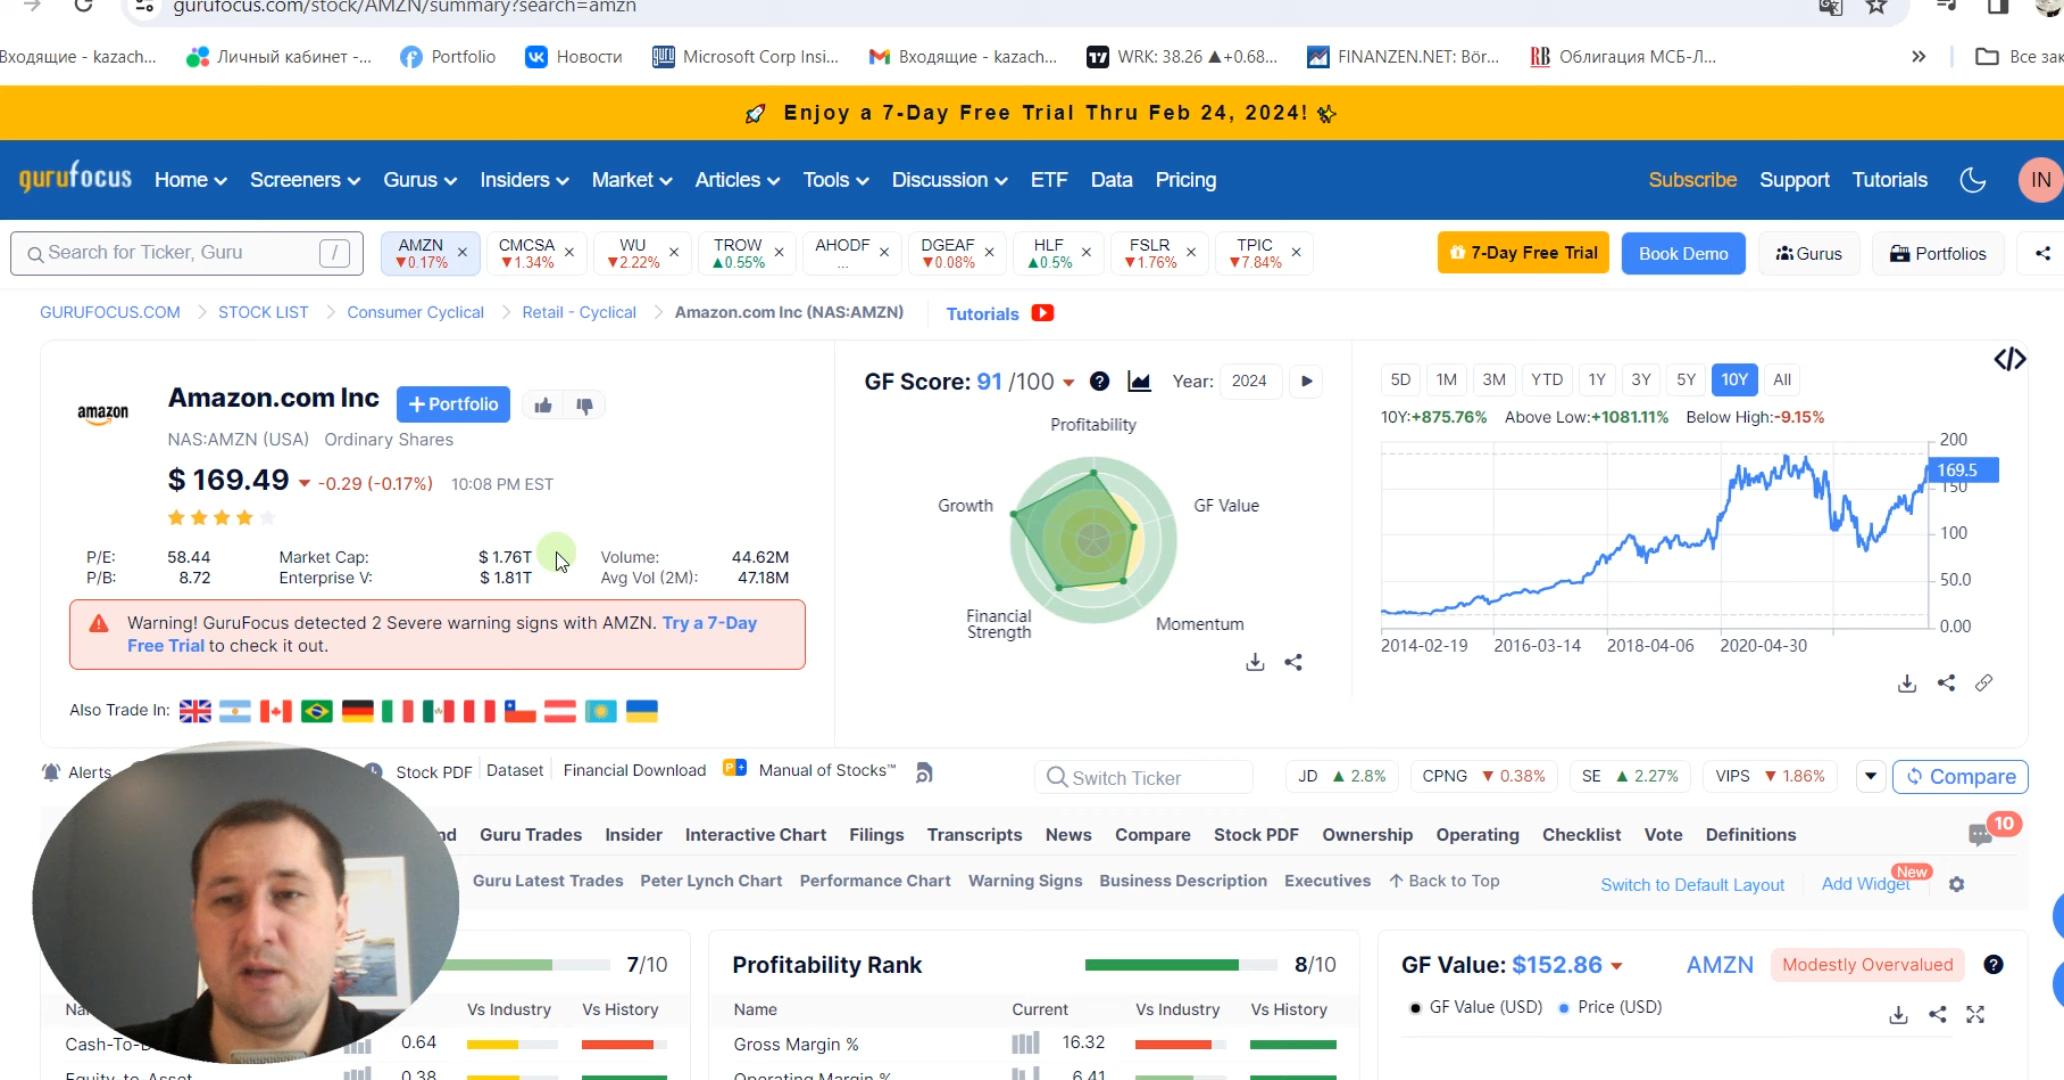 gurufocus.com/stock/AMZN/summary?search=amzn
Входящие - kazach...
Личный кабинет -...
Portfolio
Новости
Microsoft Corp Insi...
Входящие - kazach...
WRK: 38.26 ▲+0.68...
FINANZEN.NET: Bör...
Облигация МСБ-Л...
»
Все зак
Enjoy a 7-Day Free Trial Thru Feb 24, 2024!
gurufocus Home Screeners Gurus Insiders Market Articles Tools Discussion ETF Data Pricing Subscribe Support Tutorials IN
Search for Ticker, Guru /
AMZN ×
▼0.17%
CMCSA ×
▼1.34%
WU ×
▼2.22%
TROW ×
▲0.55%
AHODF ×
...
DGEAF ×
▼0.08%
HLF ×
▲0.5%
FSLR ×
▼1.76%
TPIC ×
▼7.84%
7-Day Free Trial
Book Demo
Gurus
Portfolios
GURUFOCUS.COM > STOCK LIST > Consumer Cyclical > Retail - Cyclical > Amazon.com Inc (NAS:AMZN)
Tutorials
amazon
Amazon.com Inc
+ Portfolio
NAS:AMZN (USA) Ordinary Shares
$ 169.49 ▼ -0.29 (-0.17%) 10:08 PM EST
P/E: 58.44 Market Cap: $ 1.76T Volume: 44.62M
P/B: 8.72 Enterprise V: $ 1.81T Avg Vol (2M): 47.18M
Warning! GuruFocus detected 2 Severe warning signs with AMZN. Try a 7-Day
Free Trial to check it out.
Also Trade In:
GF Score: 91 /100 Year: 2024
Profitability
Growth
GF Value
Financial
Strength
Momentum
</>
5D 1M 3M YTD 1Y 3Y 5Y 10Y All
10Y:+875.76% Above Low:+1081.11% Below High:-9.15%
200
169.5
150
100
50.0
0.00
2014-02-19 2016-03-14 2018-04-06 2020-04-30
Alerts
Stock PDF
Dataset
Financial Download
Manual of Stocks™
Switch Ticker
JD ▲ 2.8%
CPNG ▼ 0.38%
SE ▲ 2.27%
VIPS ▼ 1.86%
Compare
nd Guru Trades Insider Interactive Chart Filings Transcripts News Compare Stock PDF Ownership Operating Checklist Vote Definitions
10
Guru Latest Trades Peter Lynch Chart Performance Chart Warning Signs Business Description Executives ↑ Back to Top
Switch to Default Layout
Add Widget
New
7/10
Vs Industry Vs History
Cash-To-D 0.64
Equity-to-Asset 0.38
Profitability Rank 8/10
Name Current Vs Industry Vs History
Gross Margin % 16.32
Operating Margin % 6.41
GF Value: $152.86 AMZN Modestly Overvalued
GF Value (USD) Price (USD)